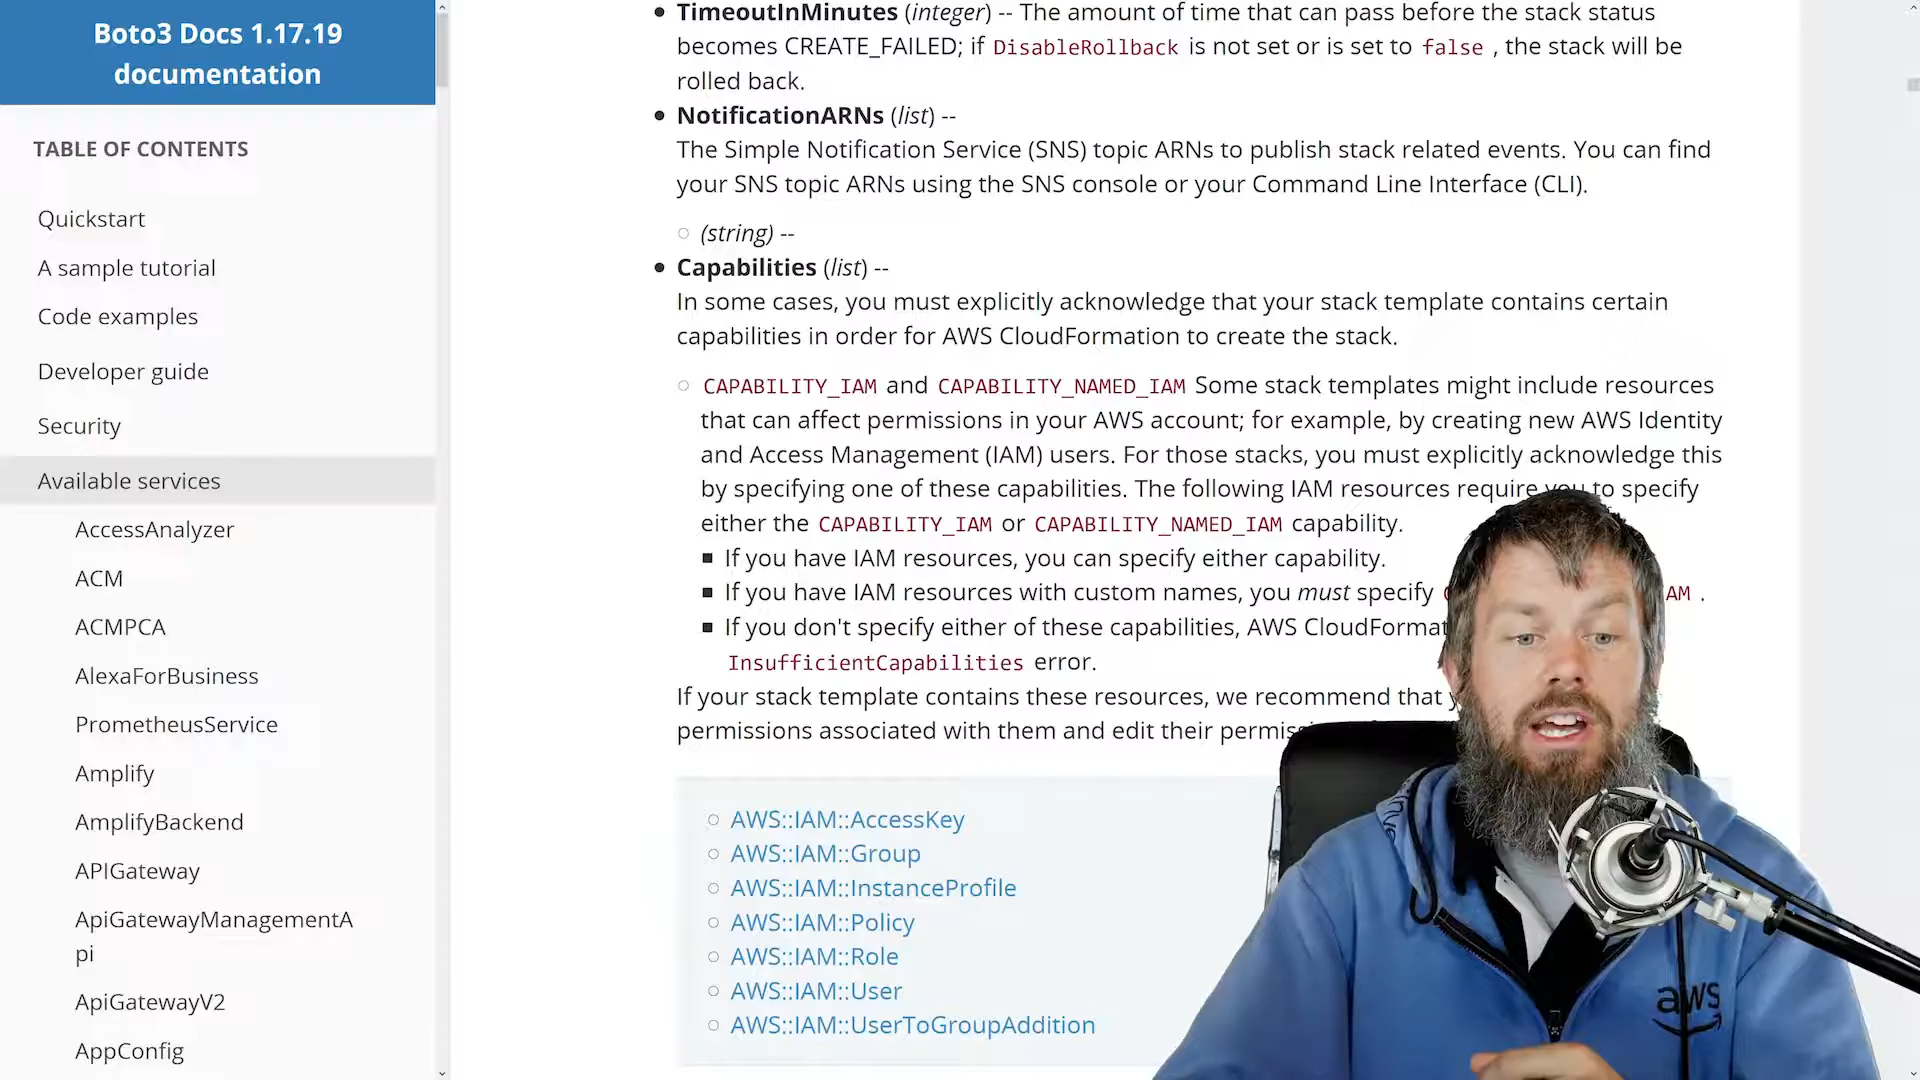 Boto3 Docs 1.17.19
documentation
TABLE OF CONTENTS
Quickstart
A sample tutorial
Code examples
Developer guide
Security
Available services
AccessAnalyzer
ACM
ACMPCA
AlexaForBusiness
PrometheusService
Amplify
AmplifyBackend
APIGateway
ApiGatewayManagementA
pi
ApiGatewayV2
AppConfig
TimeoutInMinutes (integer) -- The amount of time that can pass before the stack status
becomes CREATE_FAILED; if DisableRollback is not set or is set to false , the stack will be
rolled back.
NotificationARNs (list) --
The Simple Notification Service (SNS) topic ARNs to publish stack related events. You can find
your SNS topic ARNs using the SNS console or your Command Line Interface (CLI).
(string) --
Capabilities (list) --
In some cases, you must explicitly acknowledge that your stack template contains certain
capabilities in order for AWS CloudFormation to create the stack.
CAPABILITY_IAM and CAPABILITY_NAMED_IAM Some stack templates might include resources
that can affect permissions in your AWS account; for example, by creating new AWS Identity
and Access Management (IAM) users. For those stacks, you must explicitly acknowledge this
by specifying one of these capabilities. The following IAM resources require you to specify
either the CAPABILITY_IAM or CAPABILITY_NAMED_IAM capability.
If you have IAM resources, you can specify either capability.
If you have IAM resources with custom names, you must specify AM .
If you don't specify either of these capabilities, AWS CloudFormat
InsufficientCapabilities error.
If your stack template contains these resources, we recommend that y
permissions associated with them and edit their permis
AWS::IAM::AccessKey
AWS::IAM::Group
AWS::IAM::InstanceProfile
AWS::IAM::Policy
AWS::IAM::Role
AWS::IAM::User
AWS::IAM::UserToGroupAddition
aws